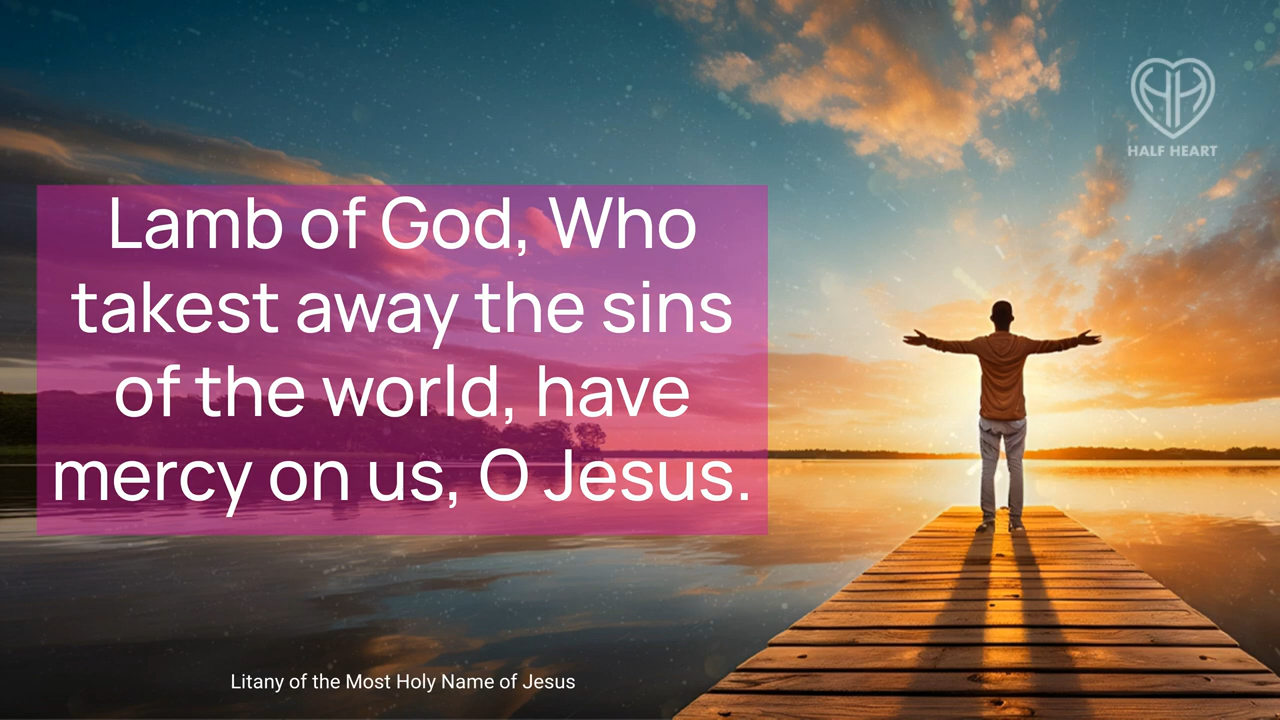 HALF HEART
Lamb of God, Who
takest away the sins
of the world, have
mercy on us, O Jesus.
Litany of the Most Holy Name of Jesus